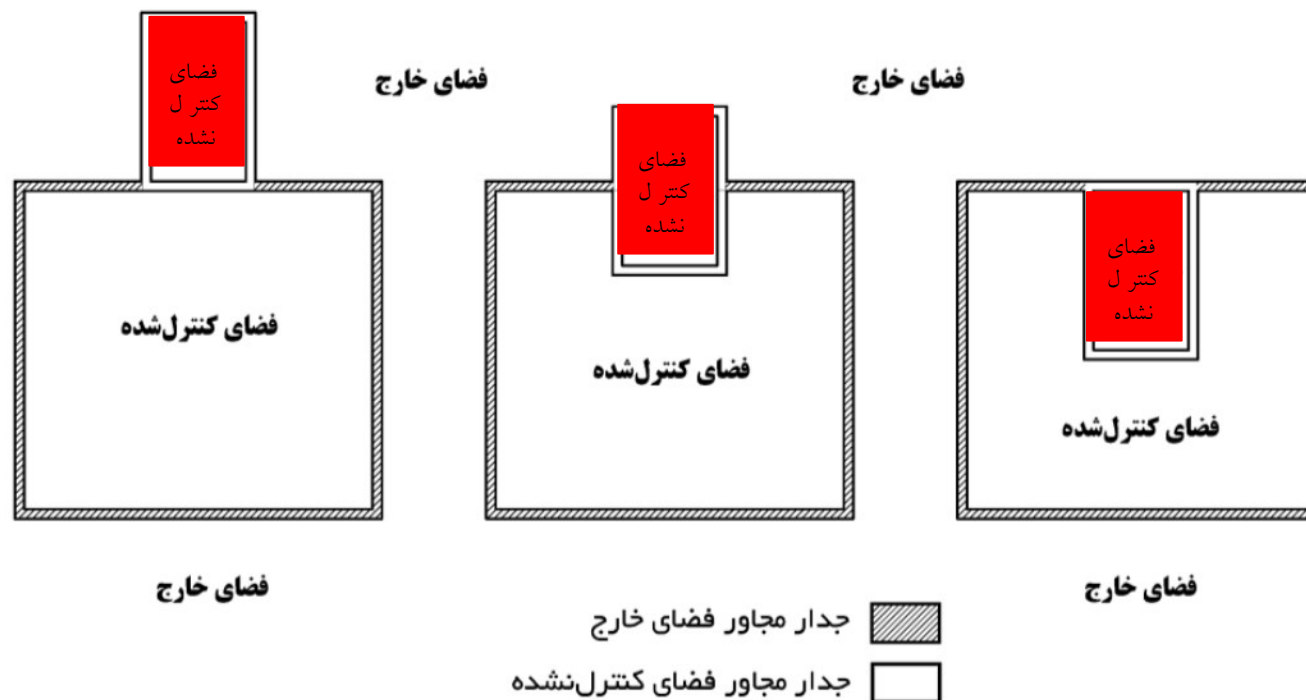 فضای
کنتر ل
نشده
فضای خارج
فضای خارج
فضای
کنتر ل
نشده
فضای
کنتر ل
نشده
فضای کنترل‌شده
فضای کنترل‌شده
فضای کنترل‌شده
فضای خارج
فضای خارج
جدار مجاور فضای خارج
جدار مجاور فضای کنترل‌نشده